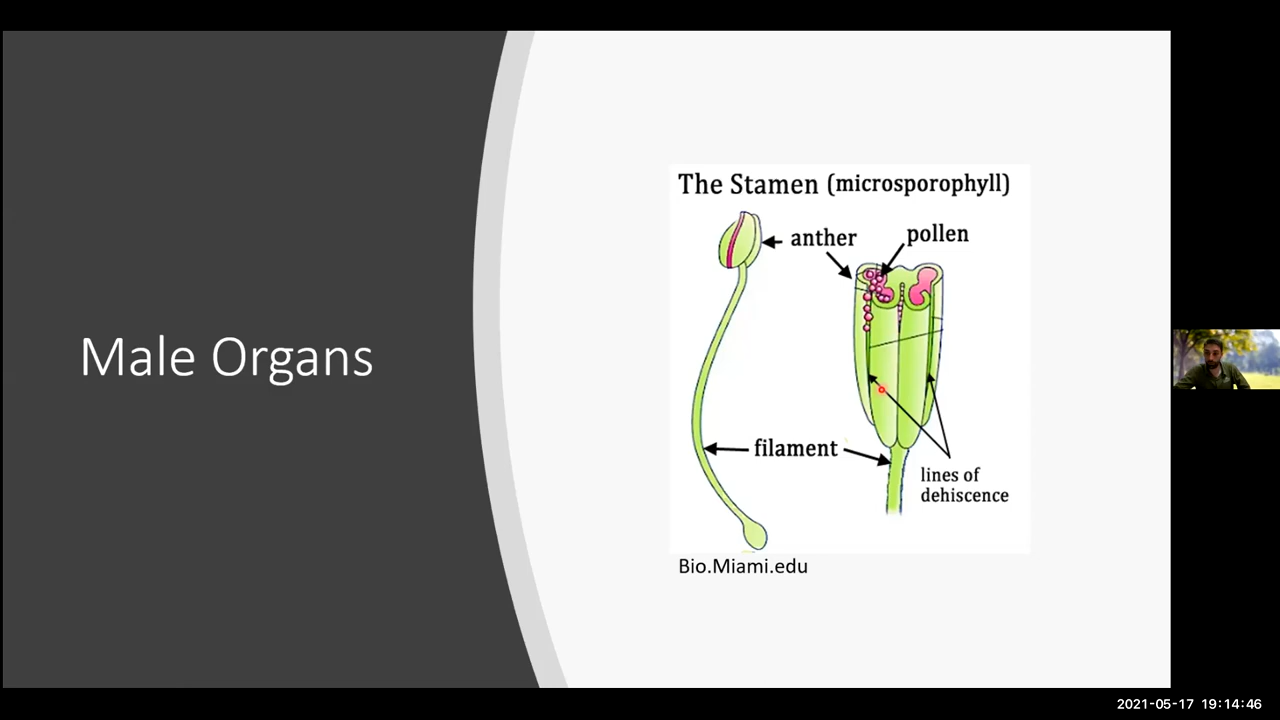 Male Organs
The Stamen (microsporophyll)
anther
pollen
filament
lines of
dehiscence
Bio.Miami.edu
2021-05-17 19:14:46